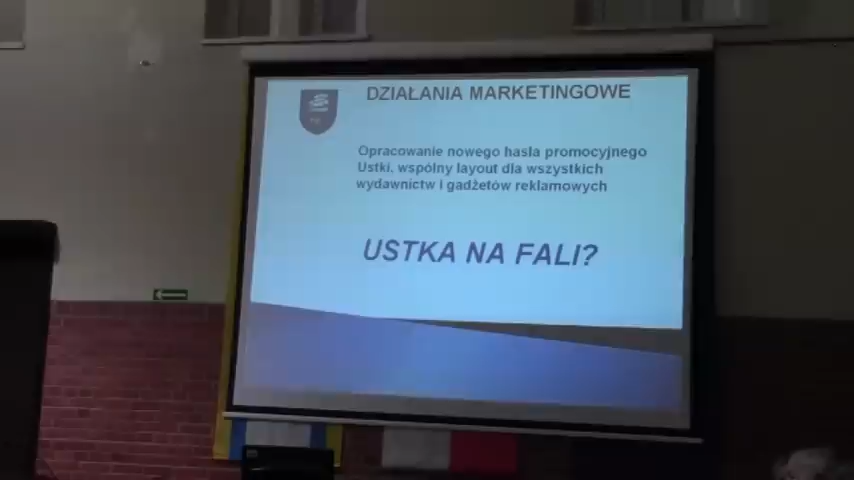 DZIAŁANIA MARKETINGOWE
Opracowanie nowego hasła promocyjnego
Ustki, wspólny layout dla wszystkich
wydawnictw i gadżetów reklamowych
USTKA NA FALI?